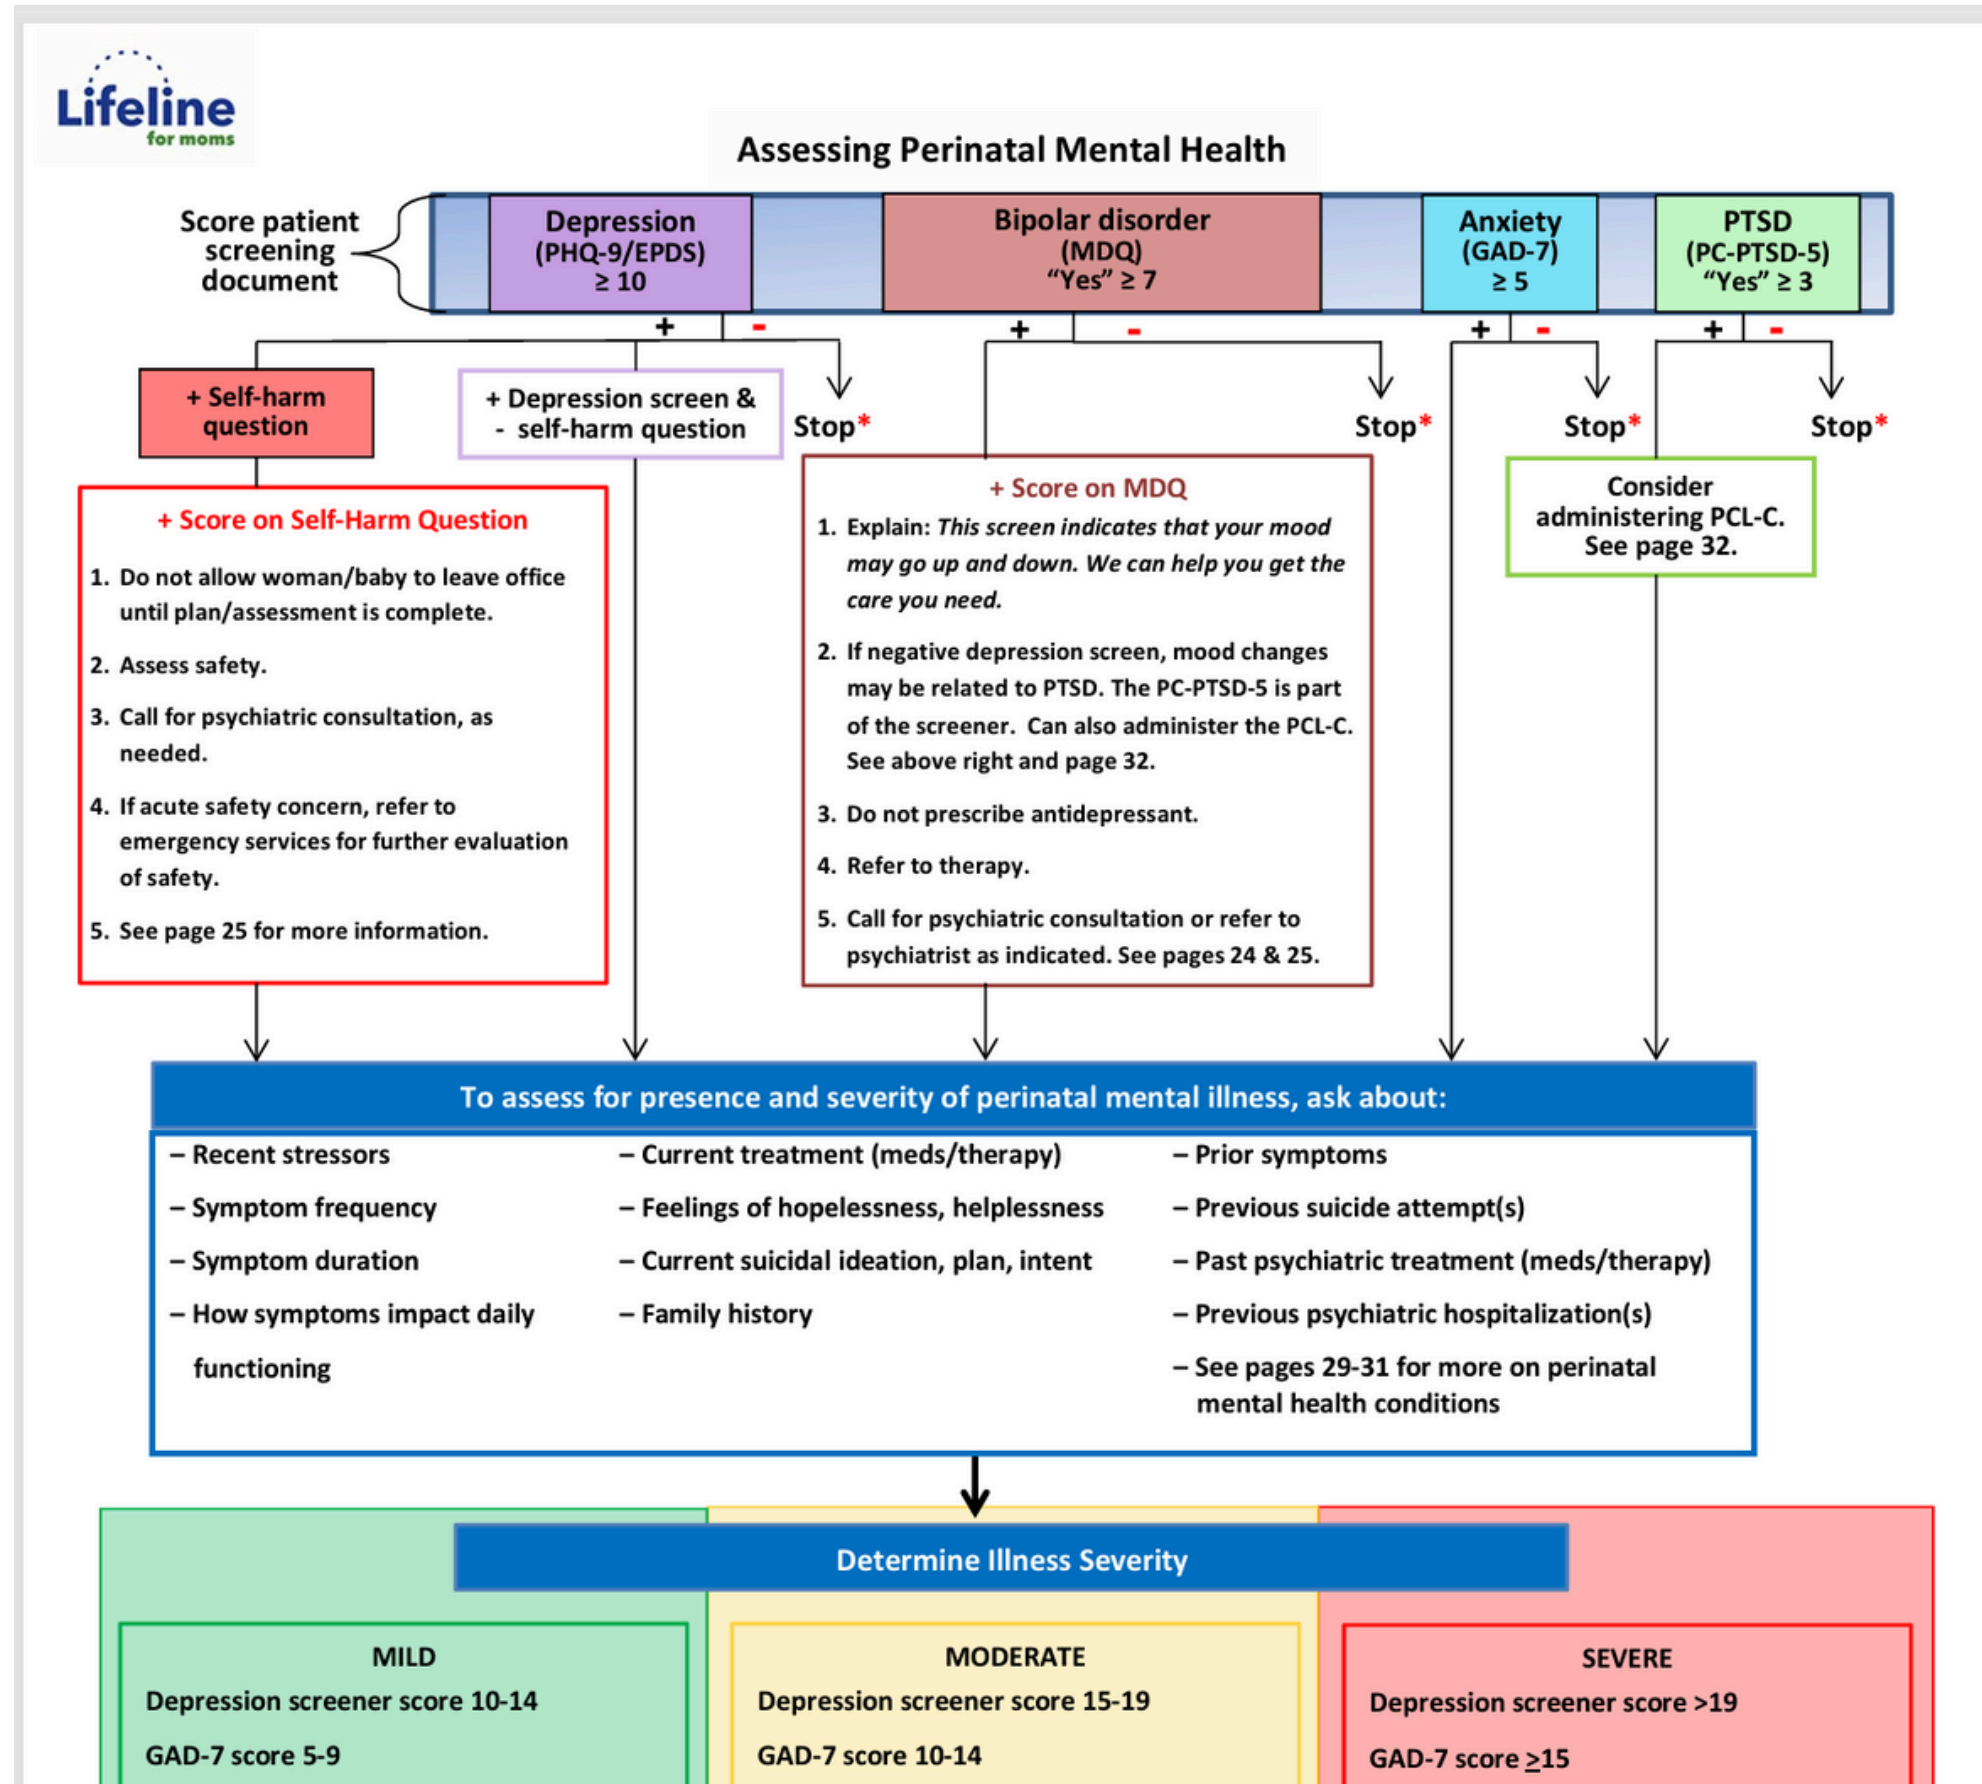 Lifeline
for moms
Assessing Perinatal Mental Health
Score patient
screening
document
Depression
(PHQ-9/EPDS)
≥ 10
Bipolar disorder
(MDQ)
“Yes” ≥ 7
Anxiety
(GAD-7)
≥ 5
PTSD
(PC-PTSD-5)
“Yes” ≥ 3
+ -
+ -
+ -
+ -
+ Self-harm
question
+ Depression screen &
- self-harm question
Stop*
Stop*
Stop*
Stop*
+ Score on Self-Harm Question
1. Do not allow woman/baby to leave office
until plan/assessment is complete.
2. Assess safety.
3. Call for psychiatric consultation, as
needed.
4. If acute safety concern, refer to
emergency services for further evaluation
of safety.
5. See page 25 for more information.
+ Score on MDQ
1. Explain: This screen indicates that your mood
may go up and down. We can help you get the
care you need.
2. If negative depression screen, mood changes
may be related to PTSD. The PC-PTSD-5 is part
of the screener. Can also administer the PCL-C.
See above right and page 32.
3. Do not prescribe antidepressant.
4. Refer to therapy.
5. Call for psychiatric consultation or refer to
psychiatrist as indicated. See pages 24 & 25.
Consider
administering PCL-C.
See page 32.
To assess for presence and severity of perinatal mental illness, ask about:
– Recent stressors
– Symptom frequency
– Symptom duration
– How symptoms impact daily
functioning
– Current treatment (meds/therapy)
– Feelings of hopelessness, helplessness
– Current suicidal ideation, plan, intent
– Family history
– Prior symptoms
– Previous suicide attempt(s)
– Past psychiatric treatment (meds/therapy)
– Previous psychiatric hospitalization(s)
– See pages 29-31 for more on perinatal
mental health conditions
Determine Illness Severity
MILD
Depression screener score 10-14
GAD-7 score 5-9
MODERATE
Depression screener score 15-19
GAD-7 score 10-14
SEVERE
Depression screener score >19
GAD-7 score ≥15